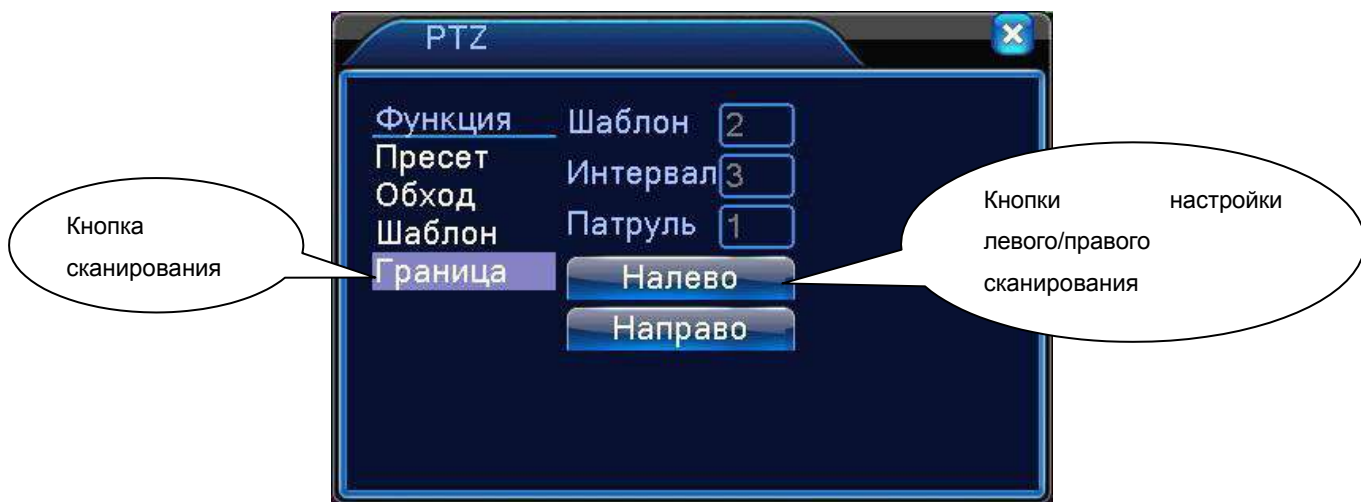 PTZ
Функция
Пресет
Обход
Шаблон
Граница
Шаблон 2
Интервал 3
Патруль 1
Налево
Направо
Кнопка
сканирования
Кнопки настройки
левого/правого
сканирования